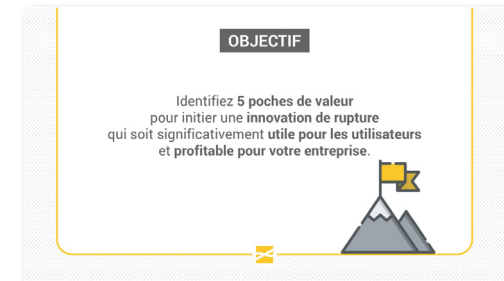 OBJECTIF
Identifiez 5 poches de valeur
pour initier une innovation de rupture
qui soit significativement utile pour les utilisateurs
et profitable pour votre entreprise.